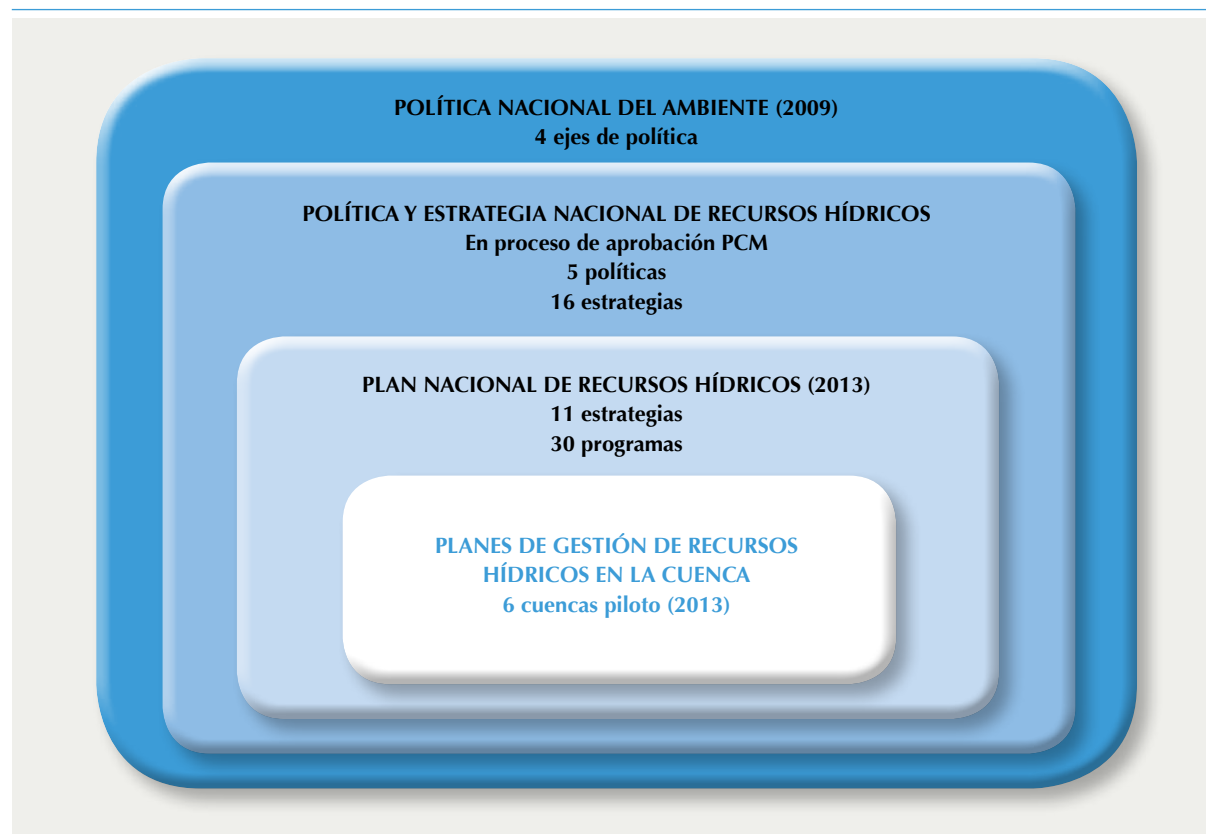 POLÍTICA NACIONAL DEL AMBIENTE (2009)
4 ejes de política
POLÍTICA Y ESTRATEGIA NACIONAL DE RECURSOS HÍDRICOS
En proceso de aprobación PCM
5 políticas
16 estrategias
PLAN NACIONAL DE RECURSOS HÍDRICOS (2013)
11 estrategias
30 programas
PLANES DE GESTIÓN DE RECURSOS
HÍDRICOS EN LA CUENCA
6 cuencas piloto (2013)